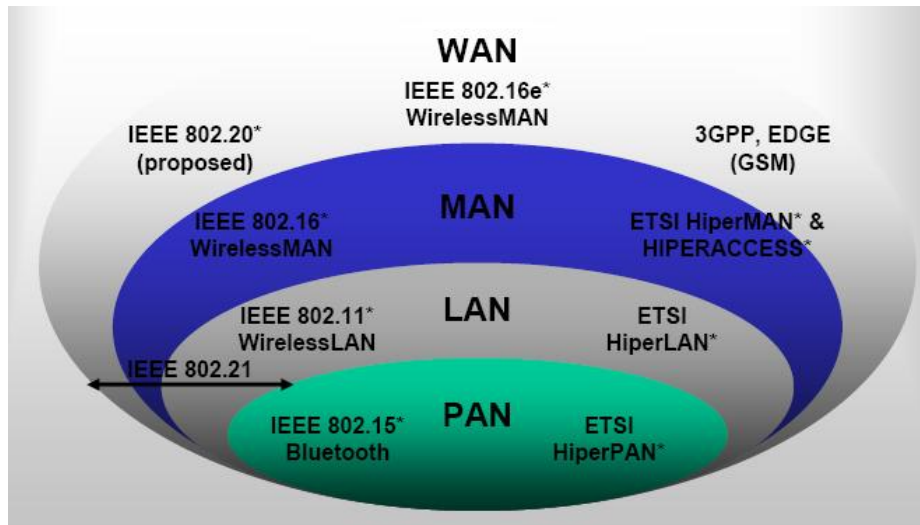 WAN
IEEE 802.16e*
WirelessMAN
IEEE 802.20*
(proposed)
3GPP, EDGE
(GSM)
MAN
IEEE 802.16*
WirelessMAN
ETSI HiperMAN* &
HIPERACCESS*
LAN
IEEE 802.11*
WirelessLAN
ETSI
HiperLAN*
IEEE 802.21
PAN
IEEE 802.15*
Bluetooth
ETSI
HiperPAN*